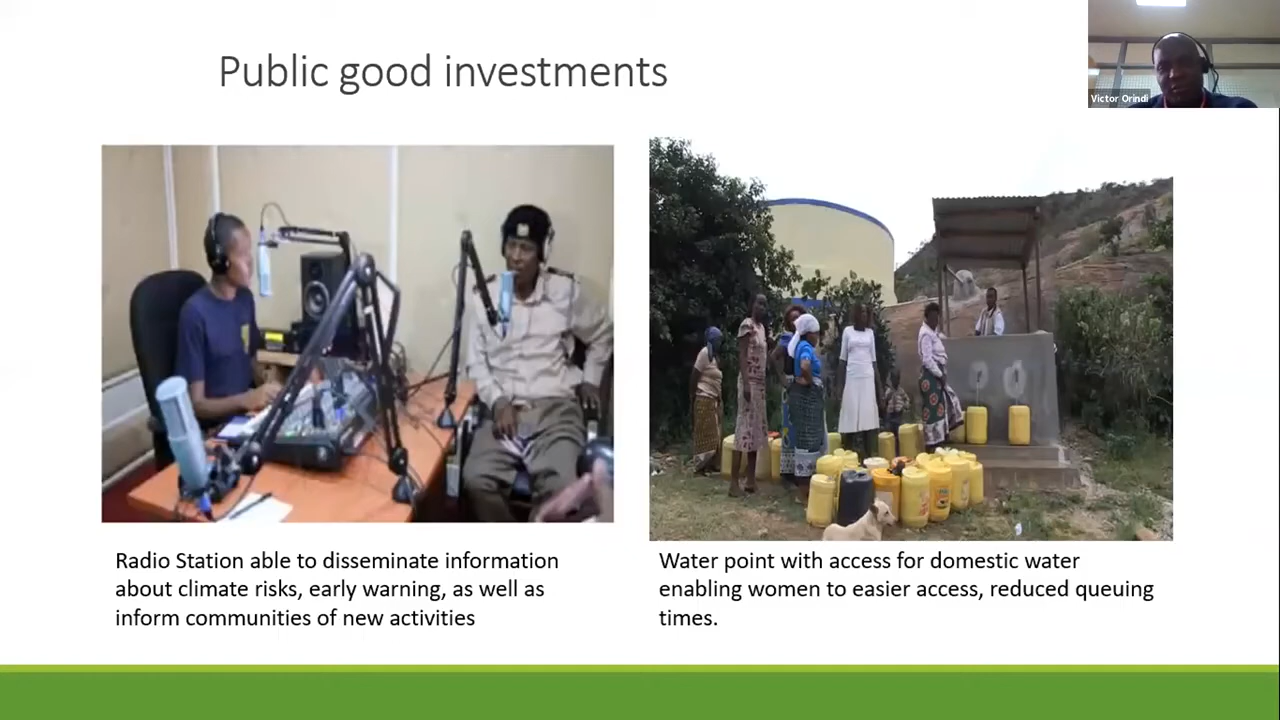 Public good investments
Victor Orindi
Radio Station able to disseminate information
about climate risks, early warning, as well as
inform communities of new activities
Water point with access for domestic water
enabling women to easier access, reduced queuing
times.